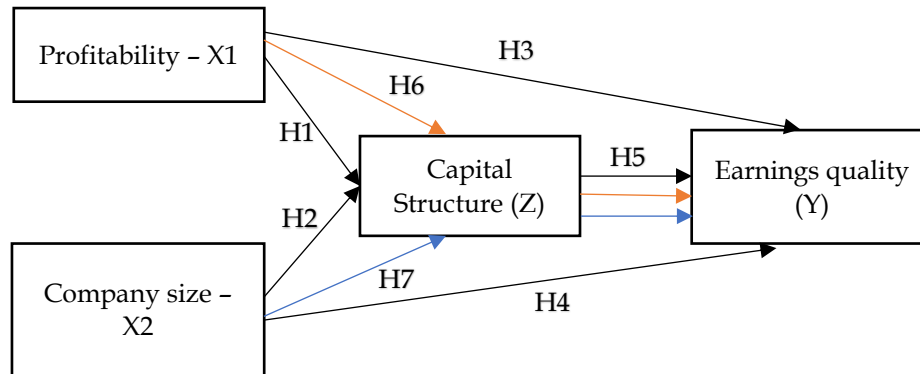 Profitability – X1
H3
H6
H1
Capital
Structure (Z)
H5
Earnings quality
(Y)
H2
H7
Company size –
X2
H4